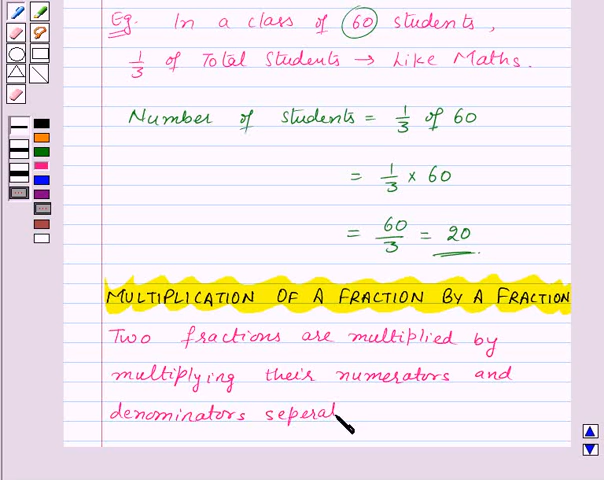 Eg. In a class of 60 students,
1/3 of Total Students → Like Maths.
Number of students = 1/3 of 60
= 1/3 × 60
= 60/3 = 20
MULTIPLICATION OF A FRACTION BY A FRACTION
Two fractions are multiplied by
multiplying their numerators and
denominators seperal